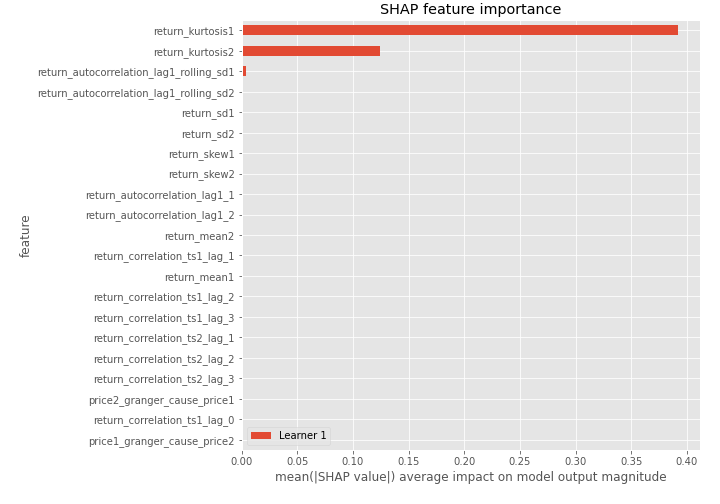 SHAP feature importance
return_kurtosis1
return_kurtosis2
return_autocorrelation_lag1_rolling_sd1
return_autocorrelation_lag1_rolling_sd2
return_sd1
return_sd2
return_skew1
return_skew2
return_autocorrelation_lag1_1
return_autocorrelation_lag1_2
return_mean2
return_correlation_ts1_lag_1
return_mean1
return_correlation_ts1_lag_2
return_correlation_ts1_lag_3
return_correlation_ts2_lag_1
return_correlation_ts2_lag_2
return_correlation_ts2_lag_3
price2_granger_cause_price1
return_correlation_ts1_lag_0
price1_granger_cause_price2
feature
Learner 1
0.00 0.05 0.10 0.15 0.20 0.25 0.30 0.35 0.40
mean(|SHAP value|) average impact on model output magnitude